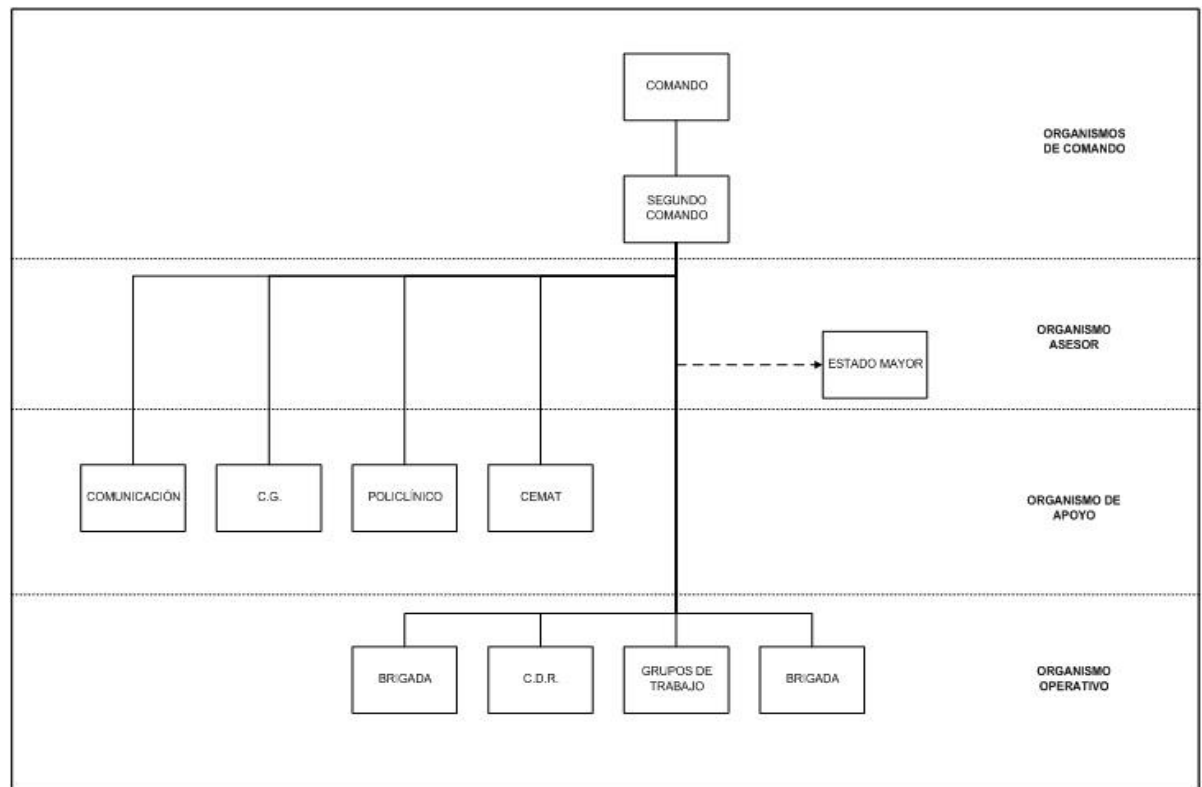 COMANDO
ORGANISMOS
DE COMANDO
SEGUNDO
COMANDO
ORGANISMO
ASESOR
ESTADO MAYOR
COMUNICACIÓN
C.G.
POLICLÍNICO
CEMAT
ORGANISMO DE
APOYO
BRIGADA
C.D.R.
GRUPOS DE
TRABAJO
BRIGADA
ORGANISMO
OPERATIVO